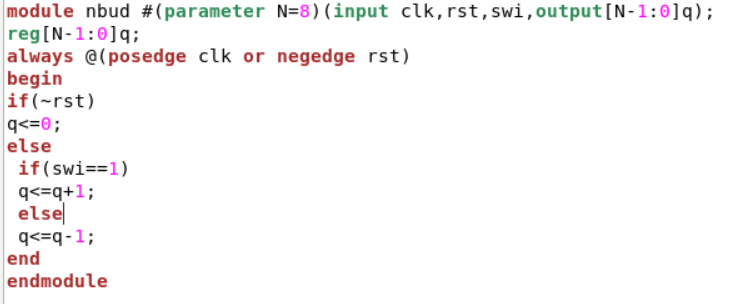 module nbud #(parameter N=8)(input clk,rst,swi,output[N-1:0]q);
reg[N-1:0]q;
always @(posedge clk or negedge rst)
begin
if(~rst)
q<=0;
else
 if(swi==1)
 q<=q+1;
 else
 q<=q-1;
end
endmodule